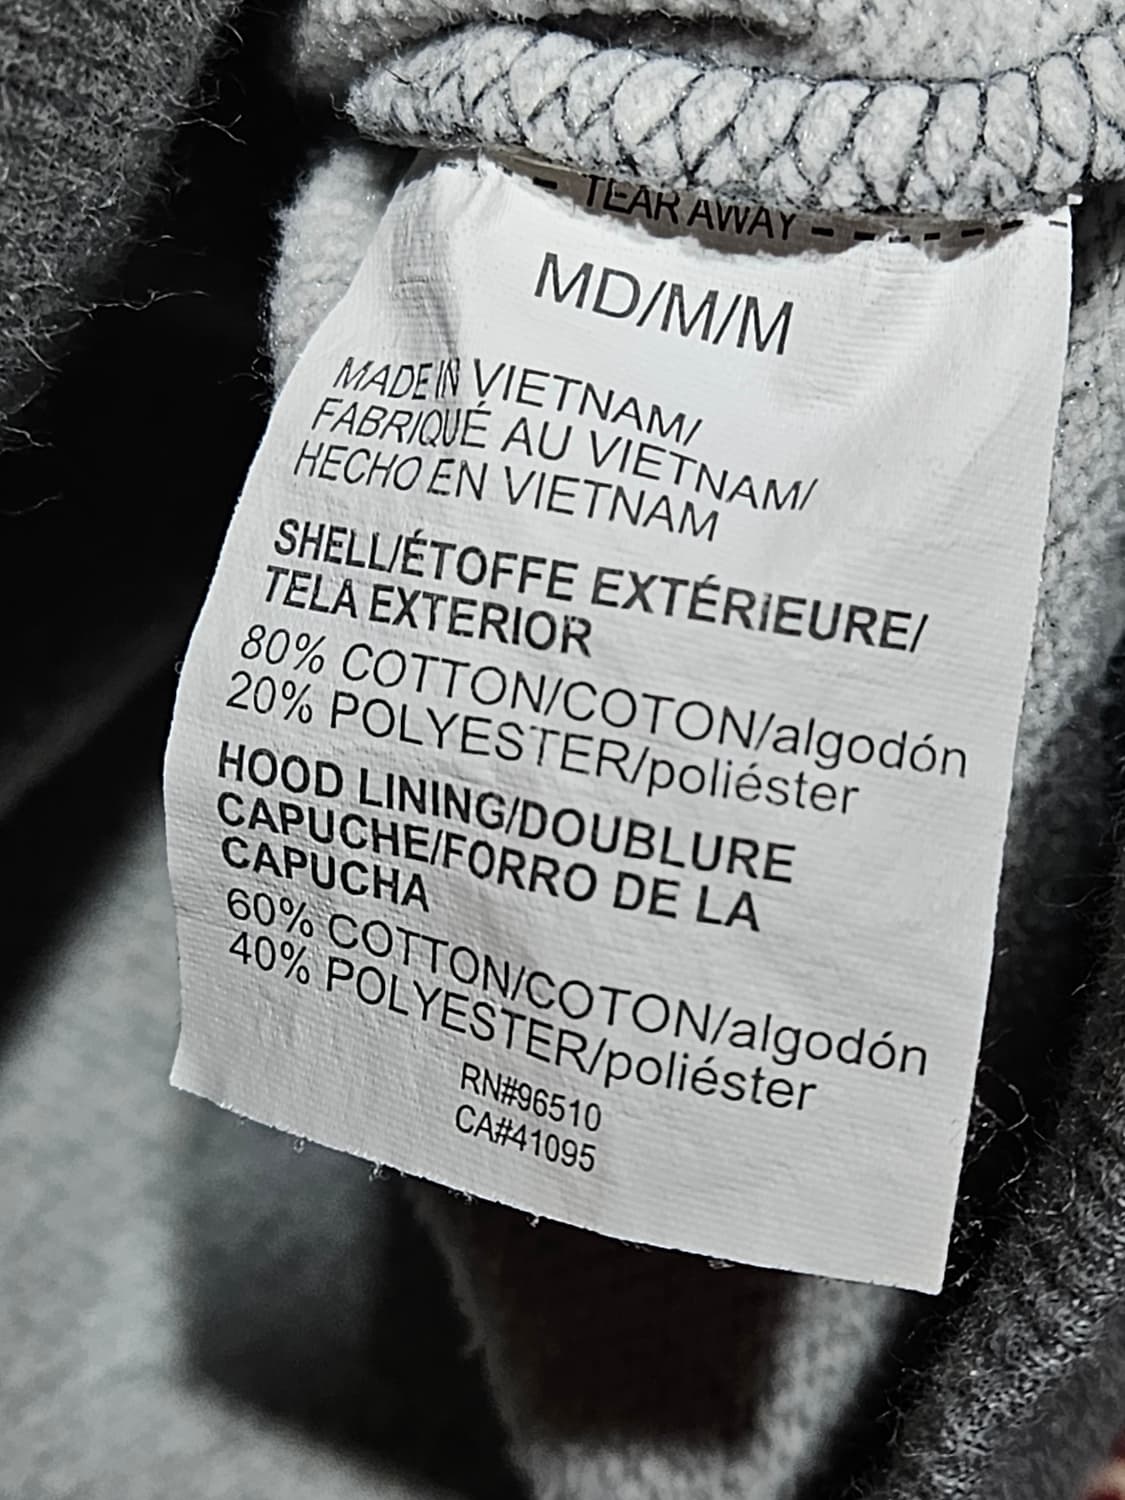 TEAR AWAY
MD/M/M
MADE IN VIETNAM/
FABRIQUÉ AU VIETNAM/
HECHO EN VIETNAM
SHELL/ÉTOFFE EXTÉRIEURE/
TELA EXTERIOR
80% COTTON/COTON/algodón
20% POLYESTER/poliéster
HOOD LINING/DOUBLURE
CAPUCHE/FORRO DE LA
CAPUCHA
60% COTTON/COTON/algodón
40% POLYESTER/poliéster
RN#96510
CA#41095